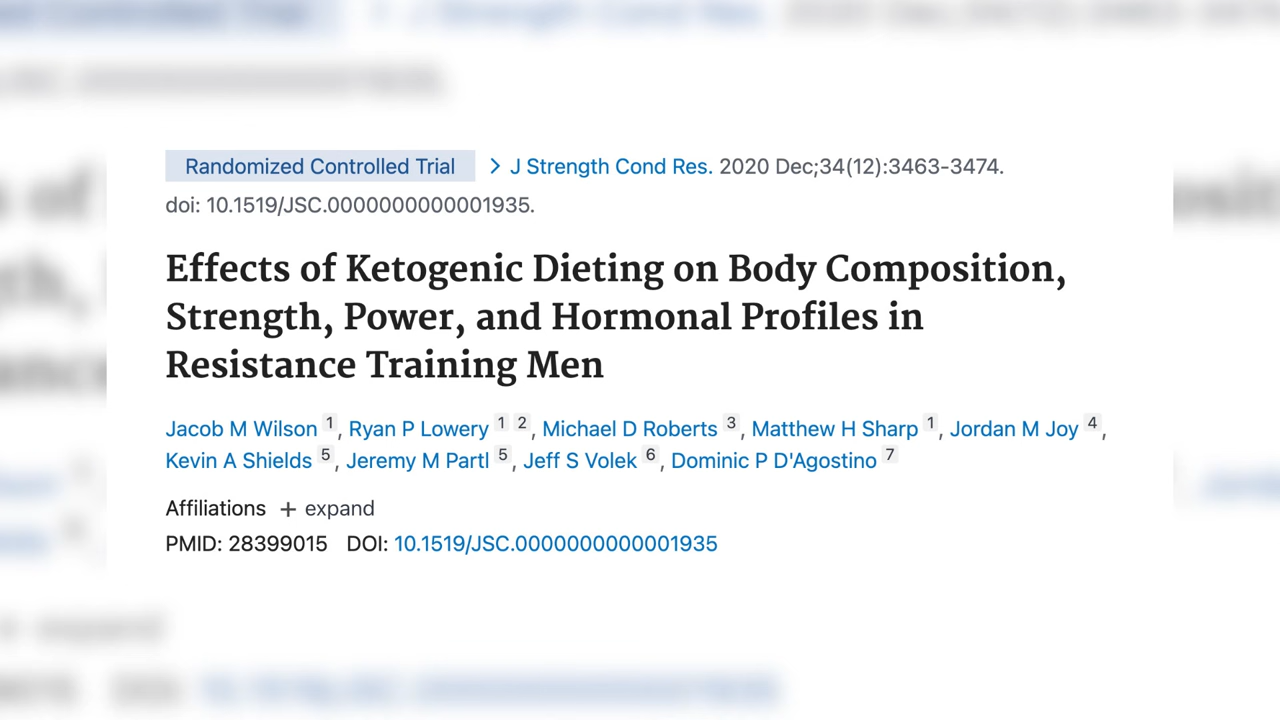 Randomized Controlled Trial > J Strength Cond Res. 2020 Dec;34(12):3463-3474.
doi: 10.1519/JSC.0000000000001935.
Effects of Ketogenic Dieting on Body Composition,
Strength, Power, and Hormonal Profiles in
Resistance Training Men
Jacob M Wilson 1, Ryan P Lowery 1 2, Michael D Roberts 3, Matthew H Sharp 1, Jordan M Joy 4,
Kevin A Shields 5, Jeremy M Partl 5, Jeff S Volek 6, Dominic P D'Agostino 7
Affiliations + expand
PMID: 28399015 DOI: 10.1519/JSC.0000000000001935